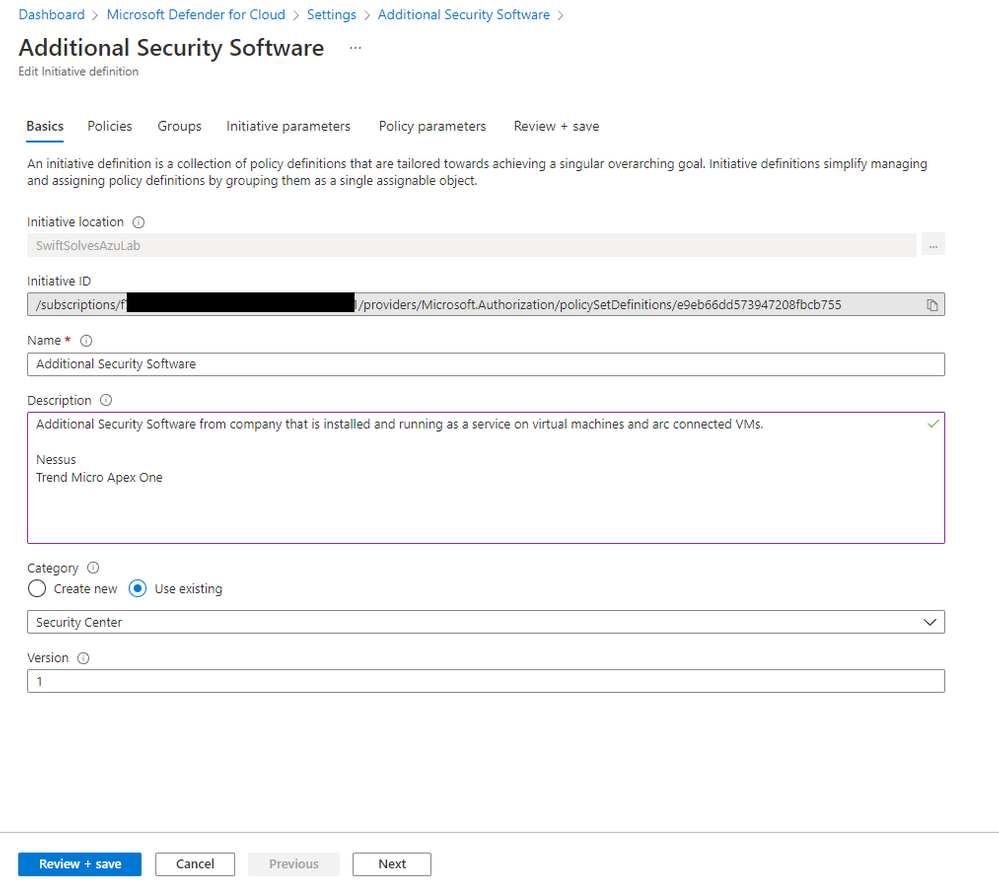 Dashboard > Microsoft Defender for Cloud > Settings > Additional Security Software >
Additional Security Software ...
Edit Initiative definition
Basics Policies Groups Initiative parameters Policy parameters Review + save
An initiative definition is a collection of policy definitions that are tailored towards achieving a singular overarching goal. Initiative definitions simplify managing
and assigning policy definitions by grouping them as a single assignable object.
Initiative location
SwiftSolvesAzuLab ...
Initiative ID
/subscriptions/f /providers/Microsoft.Authorization/policySetDefinitions/e9eb66dd573947208fbcb755
Name *
Additional Security Software
Description
Additional Security Software from company that is installed and running as a service on virtual machines and arc connected VMs.
Nessus
Trend Micro Apex One
Category
Create new Use existing
Security Center
Version
1
Review + save Cancel Previous Next